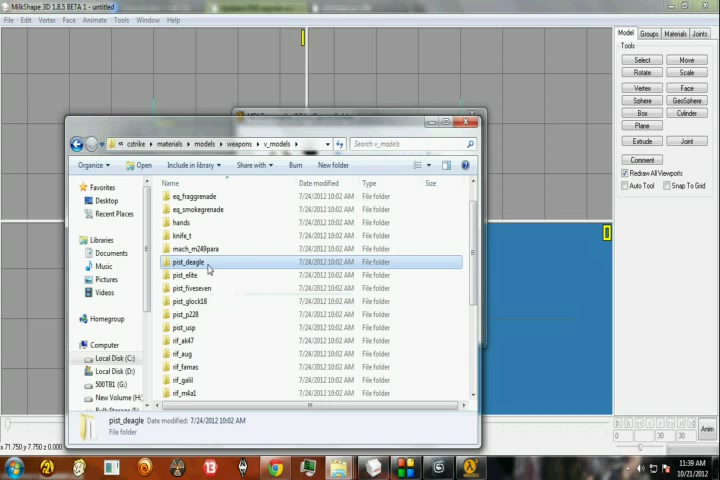 MilkShape 3D 1.8.5 BETA 1 - untitled
File Edit Vertex Face Animate Tools Window Help
Model Groups Materials Joints
Tools
Select Move
Rotate Scale
Vertex Face
Sphere GeoSphere
Box Cylinder
Plane
Extrude Joint
Comment
Redraw All Viewports
Auto Tool Snap To Grid
« cstrike materials models weapons v_models
Search v_models
Organize Open Include in library Share with Burn New folder
Favorites
Desktop
Recent Places
Libraries
Documents
Music
Pictures
Videos
Homegroup
Computer
Local Disk (C:)
Local Disk (D:)
500TB1 (G:)
New Volume (H:
Name Date modified Type Size
eq_fraggrenade 7/24/2012 10:02 AM File folder
eq_smokegrenade 7/24/2012 10:02 AM File folder
hands 7/24/2012 10:02 AM File folder
knife_t 7/24/2012 10:02 AM File folder
mach_m249para 7/24/2012 10:02 AM File folder
pist_deagle 7/24/2012 10:02 AM File folder
pist_elite 7/24/2012 10:02 AM File folder
pist_fiveseven 7/24/2012 10:02 AM File folder
pist_glock18 7/24/2012 10:02 AM File folder
pist_p228 7/24/2012 10:02 AM File folder
pist_usp 7/24/2012 10:02 AM File folder
rif_ak47 7/24/2012 10:02 AM File folder
rif_aug 7/24/2012 10:02 AM File folder
rif_famas 7/24/2012 10:02 AM File folder
rif_galil 7/24/2012 10:02 AM File folder
rif_m4a1 7/24/2012 10:02 AM File folder
pist_deagle Date modified: 7/24/2012 10:02 AM
File folder
0 30 30 Anim
x 71.750 y 7.750 z 0.000
11:39 AM
10/21/2012